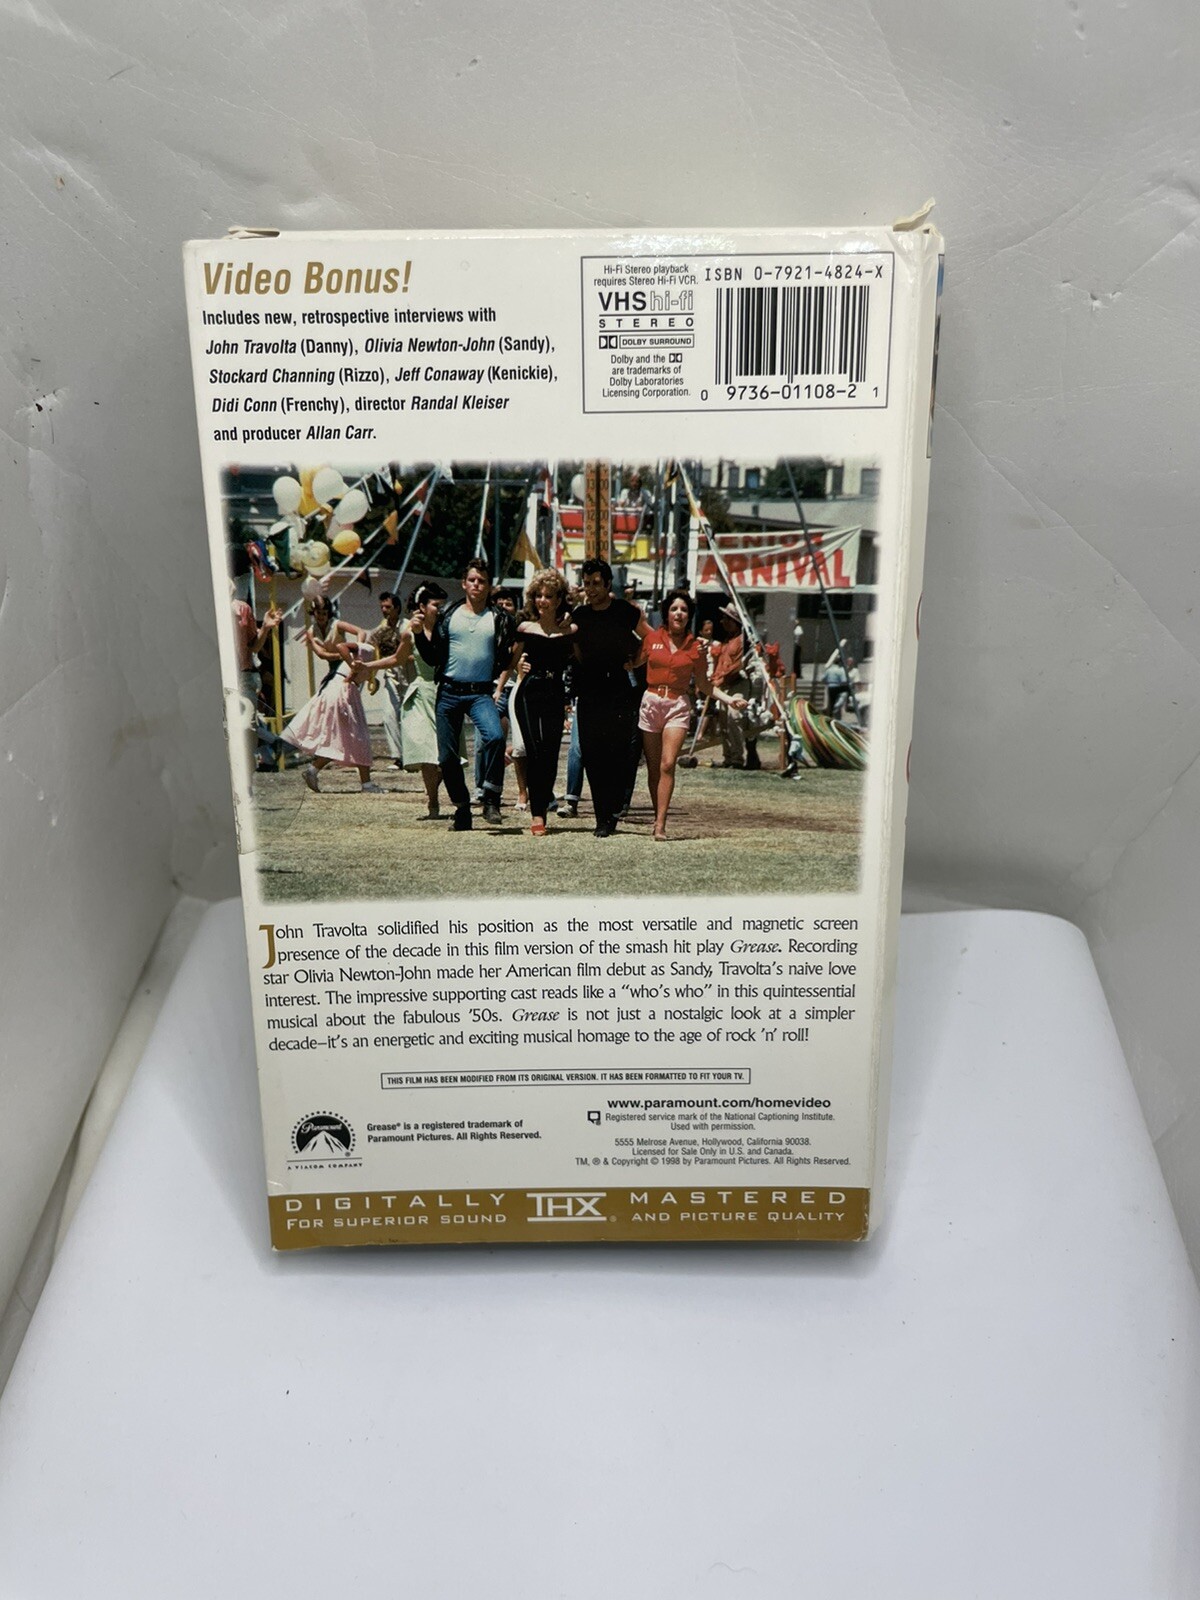 Video Bonus!
Includes new, retrospective interviews with
John Travolta (Danny), Olivia Newton-John (Sandy),
Stockard Channing (Rizzo), Jeff Conaway (Kenickie),
Didi Conn (Frenchy), director Randal Kleiser
and producer Allan Carr.
Hi-Fi Stereo playback
requires Stereo Hi-Fi VCR.
VHS hi-fi
STEREO
DOLBY SURROUND
Dolby and the
are trademarks of
Dolby Laboratories
Licensing Corporation.
ISBN 0-7921-4824-X
0 9736-01108-2 1
ENIOR
ARNIVAL
John Travolta solidified his position as the most versatile and magnetic screen
presence of the decade in this film version of the smash hit play Grease. Recording
star Olivia Newton-John made her American film debut as Sandy, Travolta's naive love
interest. The impressive supporting cast reads like a "who's who" in this quintessential
musical about the fabulous '50s. Grease is not just a nostalgic look at a simpler
decade–it's an energetic and exciting musical homage to the age of rock 'n' roll!
THIS FILM HAS BEEN MODIFIED FROM ITS ORIGINAL VERSION. IT HAS BEEN FORMATTED TO FIT YOUR TV.
Paramount
A VIACOM COMPANY
Grease® is a registered trademark of
Paramount Pictures. All Rights Reserved.
www.paramount.com/homevideo
Registered service mark of the National Captioning Institute.
Used with permission.
5555 Melrose Avenue, Hollywood, California 90038.
Licensed for Sale Only in U.S. and Canada.
TM, ® & Copyright © 1998 by Paramount Pictures. All Rights Reserved.
DIGITALLY THX MASTERED
FOR SUPERIOR SOUND AND PICTURE QUALITY